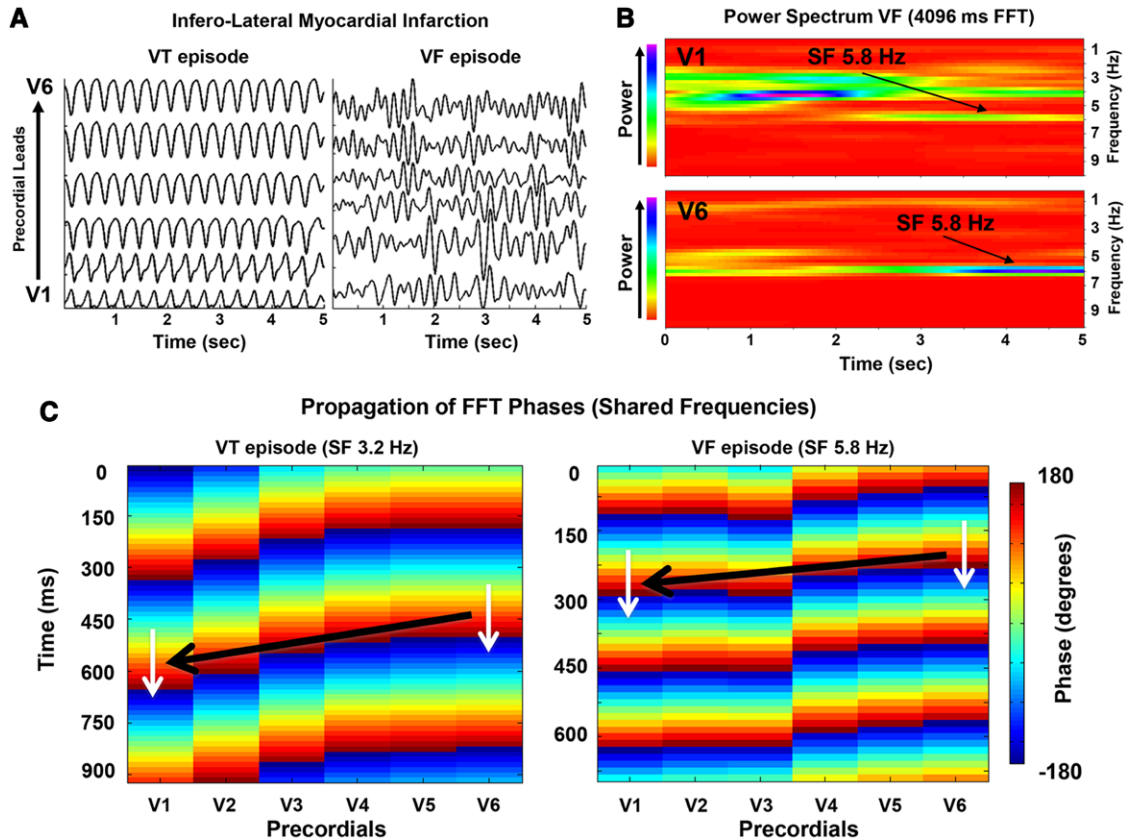 A
Infero-Lateral Myocardial Infarction
VT episode
VF episode
V6
Precordial Leads
V1
1 2 3 4 5
1 2 3 4 5
Time (sec)
Time (sec)
B
Power Spectrum VF (4096 ms FFT)
V1
SF 5.8 Hz
Power
1
3
5
7
9
Frequency (Hz)
V6
SF 5.8 Hz
Power
1
3
5
7
9
Frequency (Hz)
0 1 2 3 4 5
Time (sec)
C
Propagation of FFT Phases (Shared Frequencies)
VT episode (SF 3.2 Hz)
0
150
300
450
600
750
900
Time (ms)
V1 V2 V3 V4 V5 V6
Precordials
VF episode (SF 5.8 Hz)
0
150
300
450
600
V1 V2 V3 V4 V5 V6
Precordials
180
-180
Phase (degrees)